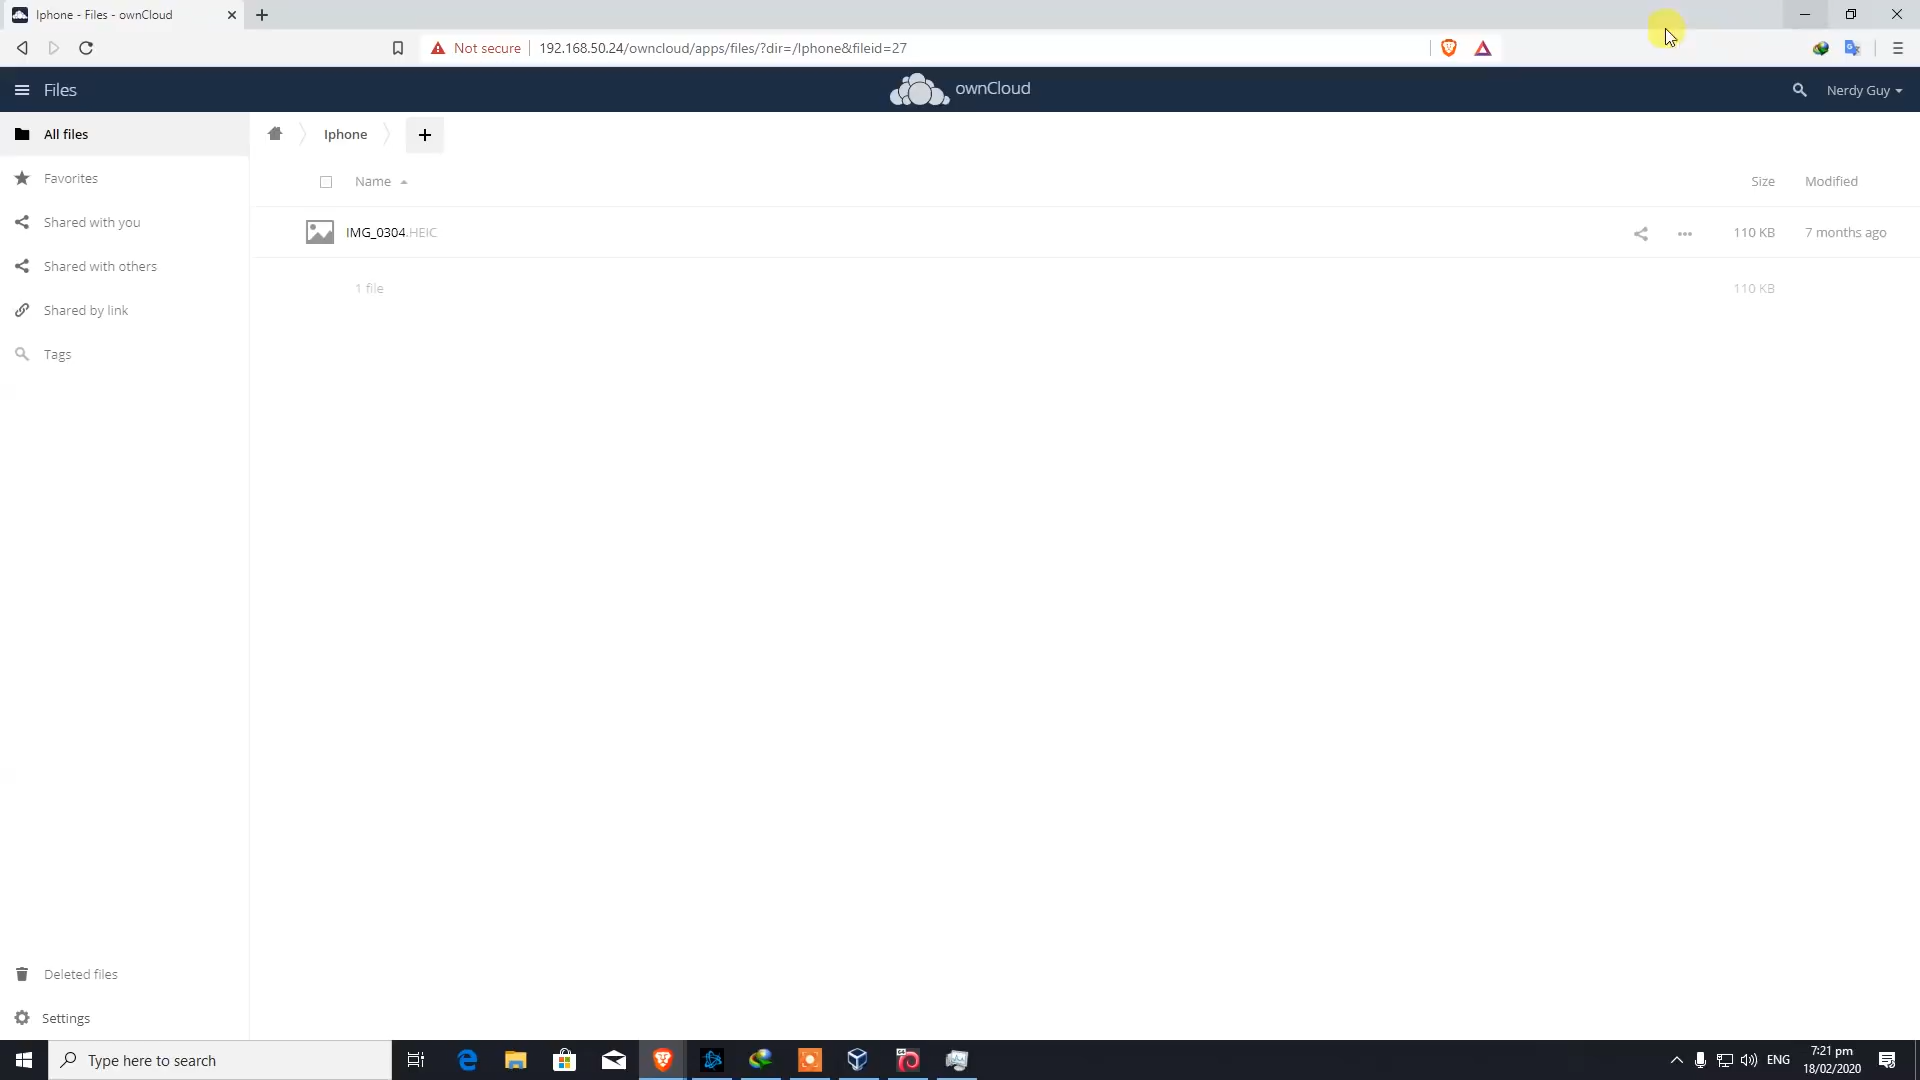 Iphone - Files - ownCloud
Not secure
192.168.50.24/owncloud/apps/files/?dir=/Iphone&fileid=27
Files
ownCloud
Nerdy Guy
All files
Iphone
+
Favorites
Name
Size
Modified
Shared with you
IMG_0304.HEIC
110 KB
7 months ago
Shared with others
1 file
110 KB
Shared by link
Tags
Deleted files
Settings
Type here to search
ENG
7:21 pm
18/02/2020